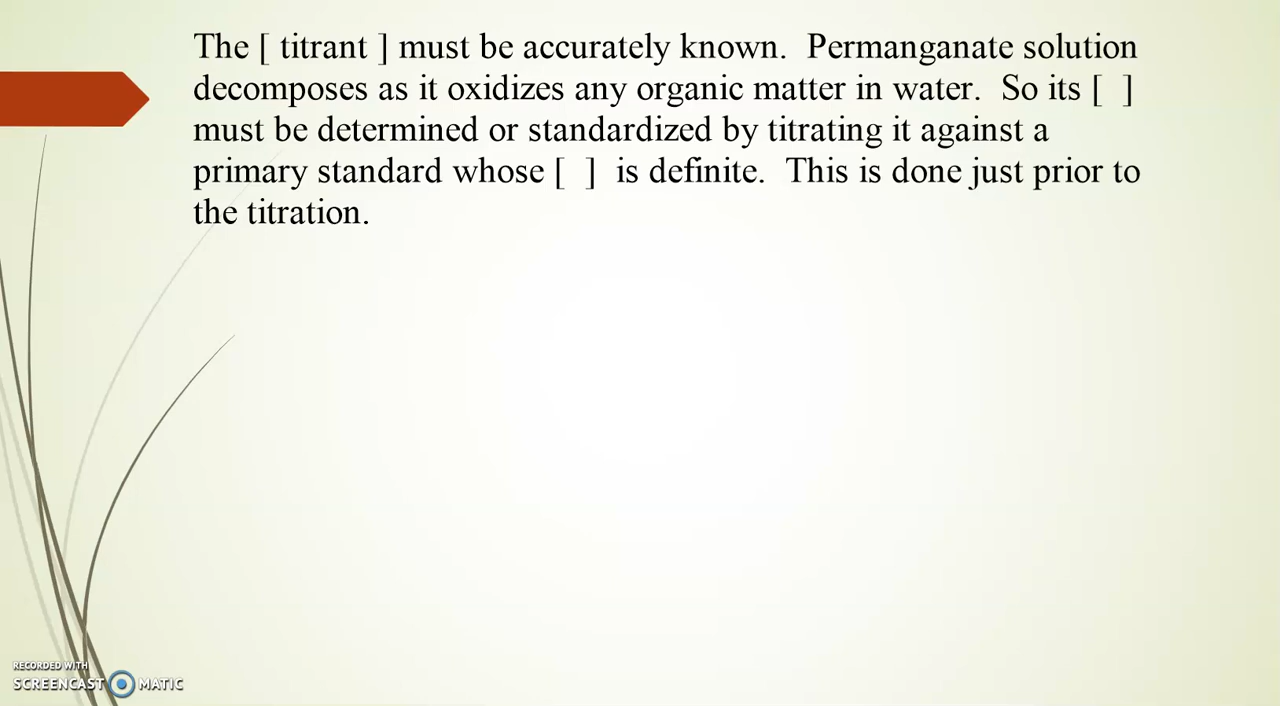 The [ titrant ] must be accurately known.  Permanganate solution
decomposes as it oxidizes any organic matter in water.  So its [  ]
must be determined or standardized by titrating it against a
primary standard whose [  ]  is definite.  This is done just prior to
the titration.
RECORDED WITH
SCREENCAST MATIC